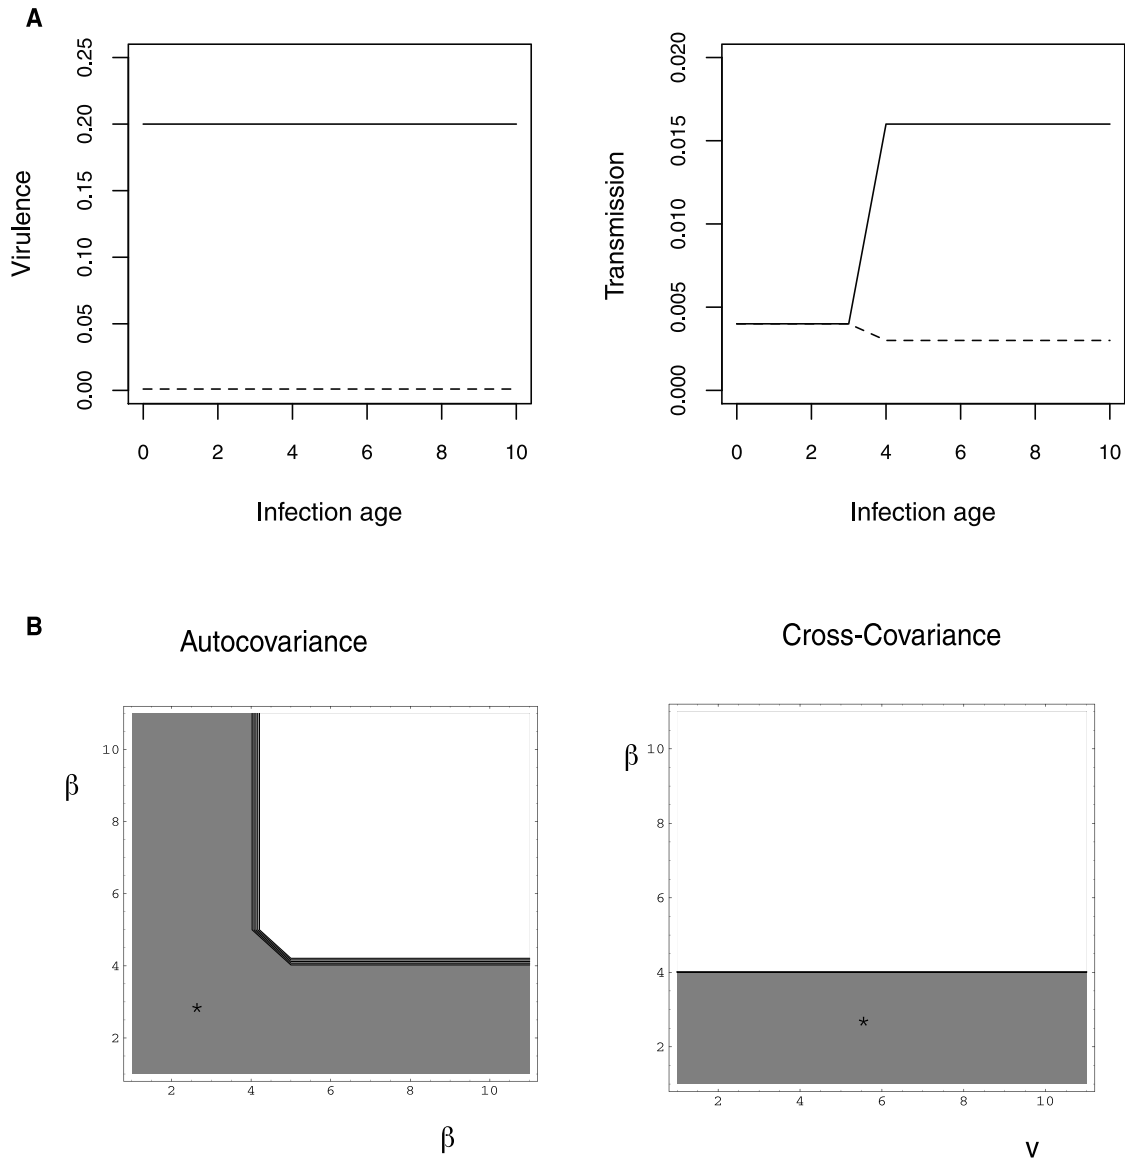 A
Virulence
0.25
0.20
0.15
0.10
0.05
0.00
0 2 4 6 8 10
Infection age
Transmission
0.020
0.015
0.010
0.005
0.000
0 2 4 6 8 10
Infection age
B
Autocovariance
β
10
8
6
4
2
*
2 4 6 8 10
β
Cross-Covariance
β
10
8
6
4
2
*
2 4 6 8 10
v